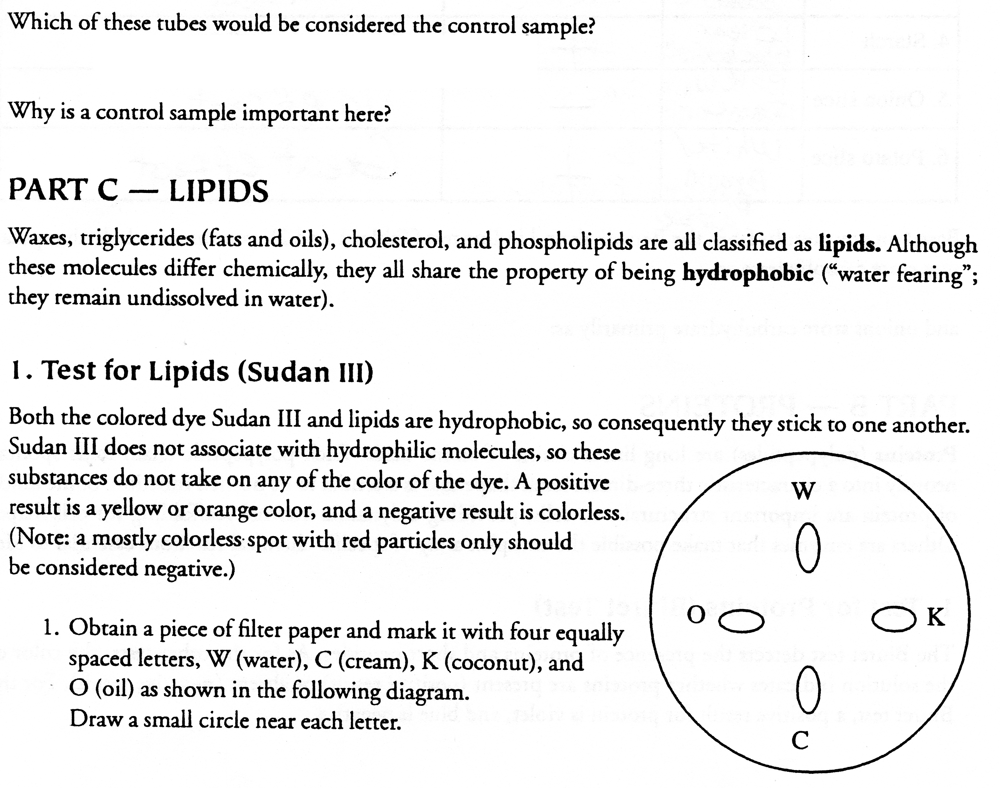 Which of these tubes would be considered the control sample?
Why is a control sample important here?
PART C — LIPIDS
Waxes, triglycerides (fats and oils), cholesterol, and phospholipids are all classified as lipids. Although
these molecules differ chemically, they all share the property of being hydrophobic (“water fearing”;
they remain undissolved in water).
1. Test for Lipids (Sudan III)
Both the colored dye Sudan III and lipids are hydrophobic, so consequently they stick to one another.
Sudan III does not associate with hydrophilic molecules, so these
substances do not take on any of the color of the dye. A positive
result is a yellow or orange color, and a negative result is colorless.
(Note: a mostly colorless spot with red particles only should
be considered negative.)
1. Obtain a piece of filter paper and mark it with four equally
spaced letters, W (water), C (cream), K (coconut), and
O (oil) as shown in the following diagram.
Draw a small circle near each letter.
W
O K
C